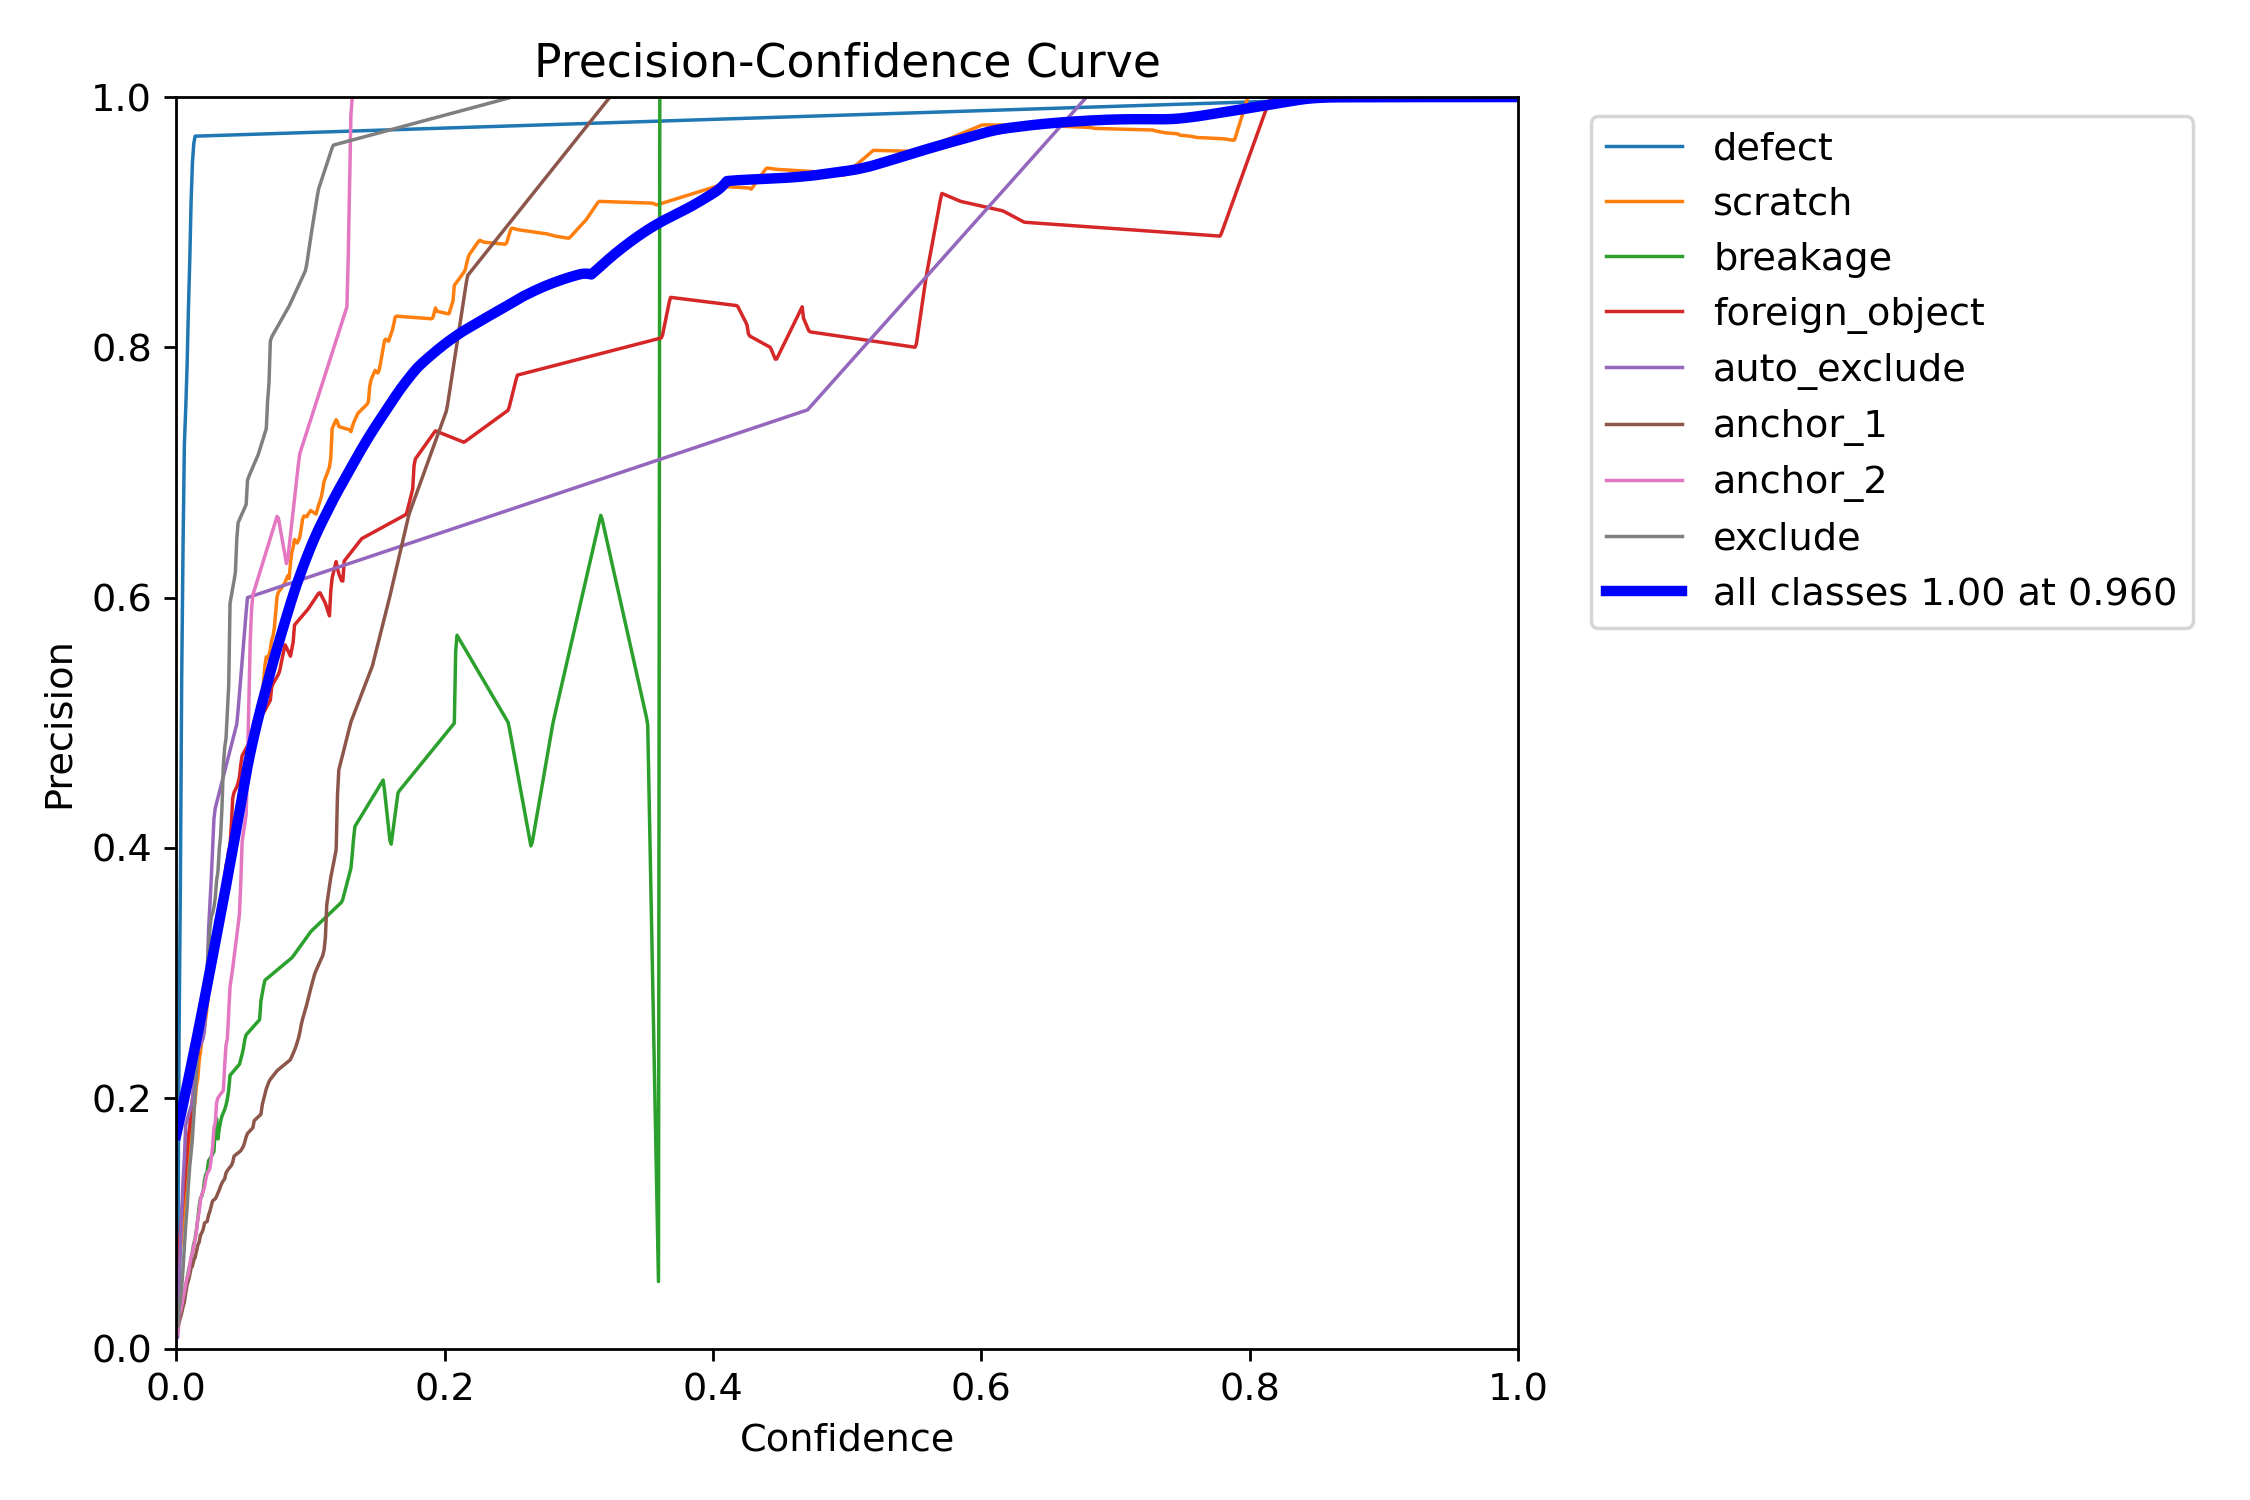 Precision-Confidence Curve
1.0
0.8
0.6
0.4
0.2
0.0
Precision
0.0 0.2 0.4 0.6 0.8 1.0
Confidence
defect
scratch
breakage
foreign_object
auto_exclude
anchor_1
anchor_2
exclude
all classes 1.00 at 0.960